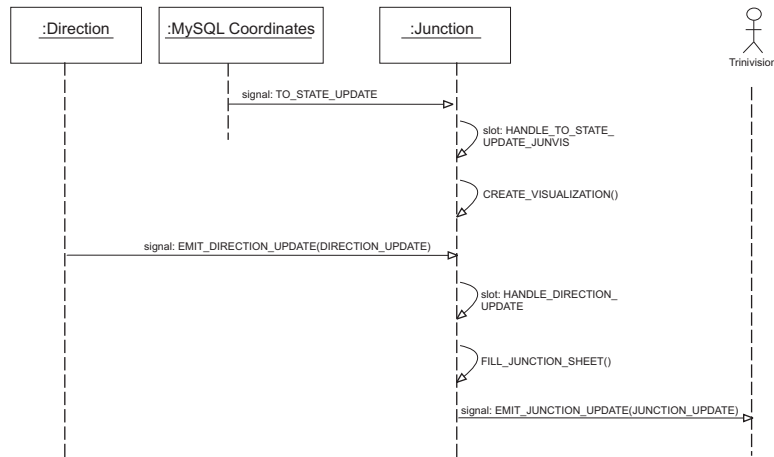 :Direction
:MySQL Coordinates
:Junction
Trinivision
signal: TO_STATE_UPDATE
slot: HANDLE_TO_STATE_
UPDATE_JUNVIS
CREATE_VISUALIZATION()
signal: EMIT_DIRECTION_UPDATE(DIRECTION_UPDATE)
slot: HANDLE_DIRECTION_
UPDATE
FILL_JUNCTION_SHEET()
signal: EMIT_JUNCTION_UPDATE(JUNCTION_UPDATE)